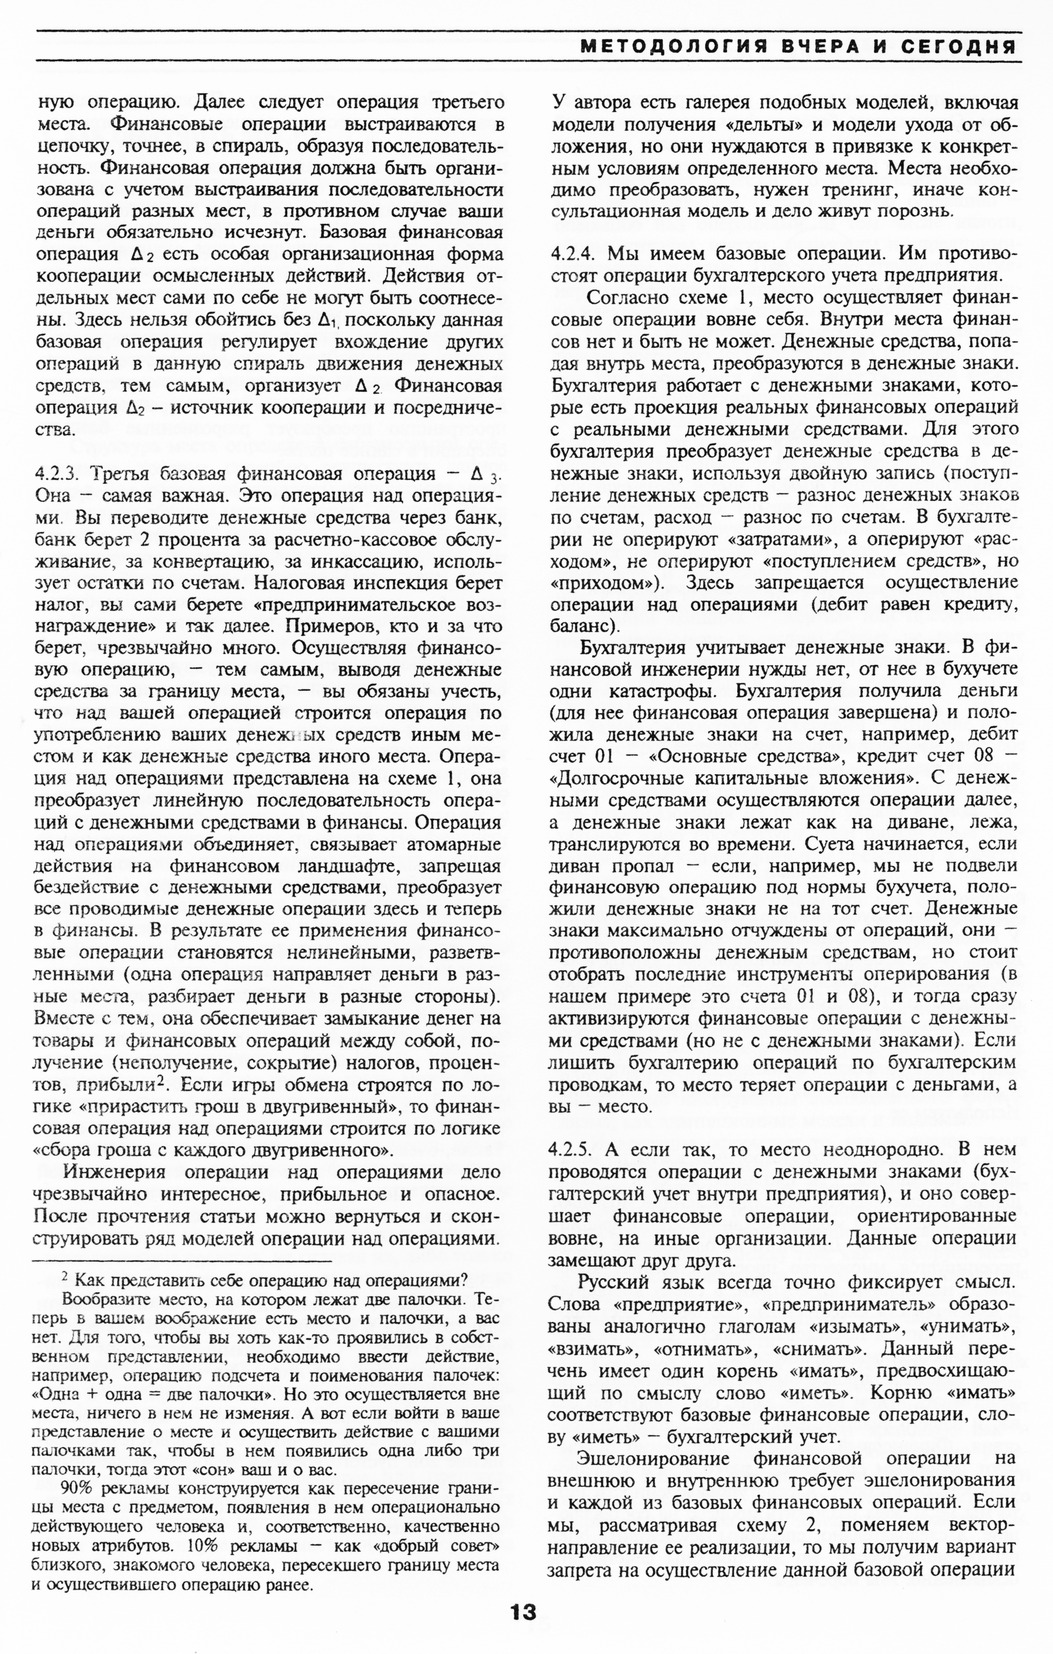 МЕТОДОЛОГИЯ ВЧЕРА И СЕГОДНЯ
ную операцию. Далее следует операция третьего
места. Финансовые операции выстраиваются в
цепочку, точнее, в спираль, образуя последователь-
ность. Финансовая операция должна быть органи-
зована с учетом выстраивания последовательности
операций разных мест, в противном случае ваши
деньги обязательно исчезнут. Базовая финансовая
операция Δ2 есть особая организационная форма
кооперации осмысленных действий. Действия от-
дельных мест сами по себе не могут быть соотнесе-
ны. Здесь нельзя обойтись без Δ1, поскольку данная
базовая операция регулирует вхождение других
операций в данную спираль движения денежных
средств, тем самым, организует Δ2. Финансовая
операция Δ2 — источник кооперации и посредниче-
ства.
4.2.3. Третья базовая финансовая операция — Δ3.
Она — самая важная. Это операция над операция-
ми. Вы переводите денежные средства через банк,
банк берет 2 процента за расчетно-кассовое обслу-
живание, за конвертацию, за инкассацию, исполь-
зует остатки по счетам. Налоговая инспекция берет
налог, вы сами берете «предпринимательское воз-
награждение» и так далее. Примеров, кто и за что
берет, чрезвычайно много. Осуществляя финансо-
вую операцию, — тем самым, выводя денежные
средства за границу места, — вы обязаны учесть,
что над вашей операцией строится операция по
употреблению ваших денежных средств иным ме-
стом и как денежные средства иного места. Опера-
ция над операциями представлена на схеме 1, она
преобразует линейную последовательность опера-
ций с денежными средствами в финансы. Операция
над операциями объединяет, связывает атомарные
действия на финансовом ландшафте, запрещая
бездействие с денежными средствами, преобразует
все проводимые денежные операции здесь и теперь
в финансы. В результате ее применения финансо-
вые операции становятся нелинейными, разветв-
ленными (одна операция направляет деньги в раз-
ные места, разбирает деньги в разные стороны).
Вместе с тем, она обеспечивает замыкание денег на
товары и финансовых операций между собой, по-
лучение (неполучение, сокрытие) налогов, процен-
тов, прибыли2. Если игры обмена строятся по ло-
гике «прирастить грош в двугривенный», то финан-
совая операция над операциями строится по логике
«сбора гроша с каждого двугривенного».
Инженерия операции над операциями дело
чрезвычайно интересное, прибыльное и опасное.
После прочтения статьи можно вернуться и скон-
струировать ряд моделей операции над операциями.
2 Как представить себе операцию над операциями?
Вообразите место, на котором лежат две палочки. Те-
перь в вашем воображение есть место и палочки, а вас
нет. Для того, чтобы вы хоть как-то проявились в собст-
венном представлении, необходимо ввести действие,
например, операцию подсчета и поименования палочек:
«Одна + одна = две палочки». Но это осуществляется вне
места, ничего в нем не изменяя. А вот если войти в ваше
представление о месте и осуществить действие с вашими
палочками так, чтобы в нем появились одна либо три
палочки, тогда этот «сон» ваш и о вас.
90% рекламы конструируется как пересечение грани-
цы места с предметом, появления в нем операционально
действующего человека и, соответственно, качественно
новых атрибутов. 10% рекламы — как «добрый совет»
близкого, знакомого человека, пересекшего границу места
и осуществившего операцию ранее.
У автора есть галерея подобных моделей, включая
модели получения «дельты» и модели ухода от об-
ложения, но они нуждаются в привязке к конкрет-
ным условиям определенного места. Места необхо-
димо преобразовать, нужен тренинг, иначе кон-
сультационная модель и дело живут порознь.
4.2.4. Мы имеем базовые операции. Им противо-
стоят операции бухгалтерского учета предприятия.
Согласно схеме 1, место осуществляет финан-
совые операции вовне себя. Внутри места финан-
сов нет и быть не может. Денежные средства, попа-
дая внутрь места, преобразуются в денежные знаки.
Бухгалтерия работает с денежными знаками, кото-
рые есть проекция реальных финансовых операций
с реальными денежными средствами. Для этого
бухгалтерия преобразует денежные средства в де-
нежные знаки, используя двойную запись (поступ-
ление денежных средств — разнос денежных знаков
по счетам, расход — разнос по счетам. В бухгалте-
рии не оперируют «затратами», а оперируют «рас-
ходом», не оперируют «поступлением средств», но
«приходом»). Здесь запрещается осуществление
операции над операциями (дебит равен кредиту,
баланс).
Бухгалтерия учитывает денежные знаки. В фи-
нансовой инженерии нужды нет, от нее в бухучете
одни катастрофы. Бухгалтерия получила деньги
(для нее финансовая операция завершена) и поло-
жила денежные знаки на счет, например, дебит
счет 01 — «Основные средства», кредит счет 08 —
«Долгосрочные капитальные вложения». С денеж-
ными средствами осуществляются операции далее,
а денежные знаки лежат как на диване, лежа,
транслируются во времени. Суета начинается, если
диван пропал — если, например, мы не подвели
финансовую операцию под нормы бухучета, поло-
жили денежные знаки не на тот счет. Денежные
знаки максимально отчуждены от операций, они —
противоположны денежным средствам, но стоит
отобрать последние инструменты оперирования (в
нашем примере это счета 01 и 08), и тогда сразу
активизируются финансовые операции с денежны-
ми средствами (но не с денежными знаками). Если
лишить бухгалтерию операций по бухгалтерским
проводкам, то место теряет операции с деньгами, а
вы — место.
4.2.5. А если так, то место неоднородно. В нем
проводятся операции с денежными знаками (бух-
галтерский учет внутри предприятия), и оно совер-
шает финансовые операции, ориентированные
вовне, на иные организации. Данные операции
замещают друг друга.
Русский язык всегда точно фиксирует смысл.
Слова «предприятие», «предприниматель» образо-
ваны аналогично глаголам «изымать», «унимать»,
«взимать», «отнимать», «снимать». Данный пере-
чень имеет один корень «имать», предвосхищаю-
щий по смыслу слово «иметь». Корню «имать»
соответствуют базовые финансовые операции, сло-
ву «иметь» — бухгалтерский учет.
Эшелонирование финансовой операции на
внешнюю и внутреннюю требует эшелонирования
и каждой из базовых финансовых операций. Если
мы, рассматривая схему 2, поменяем вектор-
направление ее реализации, то мы получим вариант
запрета на осуществление данной базовой операции
13